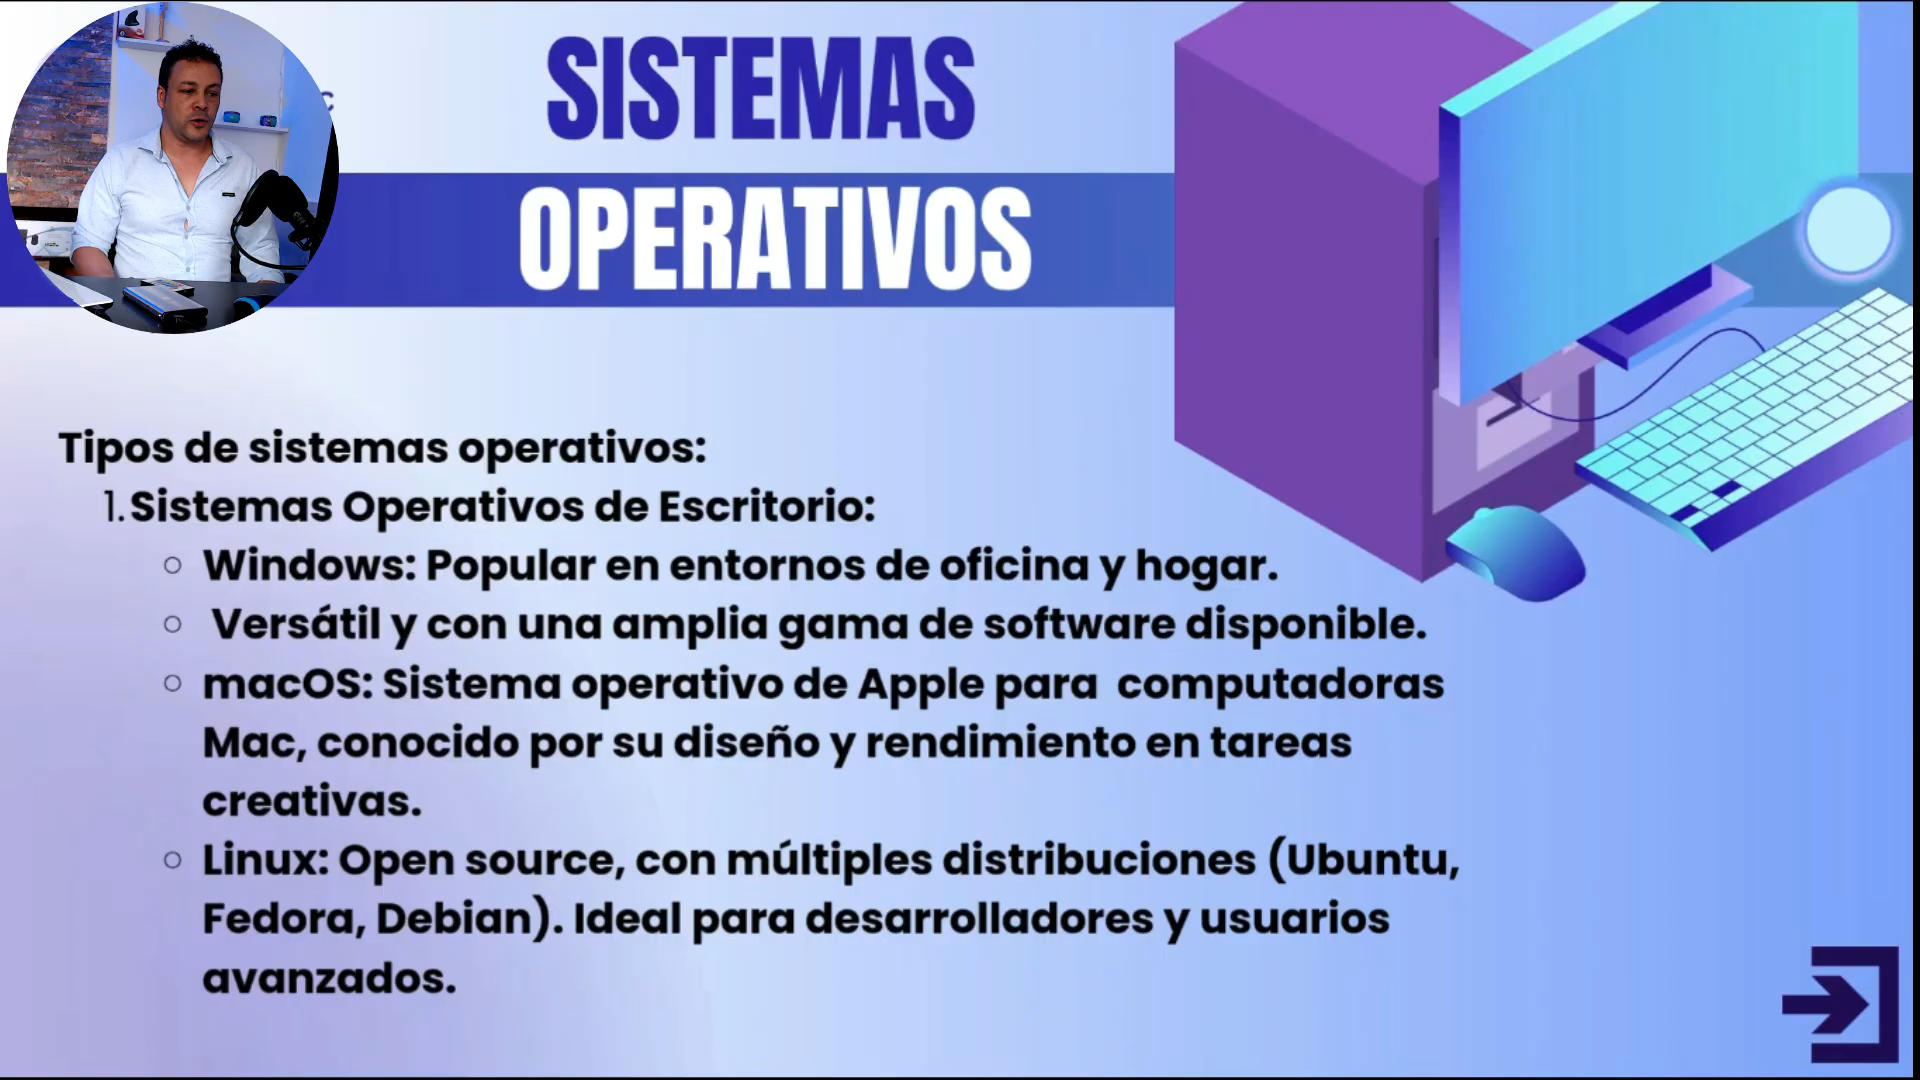 SISTEMAS
OPERATIVOS
Tipos de sistemas operativos:
1. Sistemas Operativos de Escritorio:
Windows: Popular en entornos de oficina y hogar.
Versátil y con una amplia gama de software disponible.
macOS: Sistema operativo de Apple para computadoras
Mac, conocido por su diseño y rendimiento en tareas
creativas.
Linux: Open source, con múltiples distribuciones (Ubuntu,
Fedora, Debian). Ideal para desarrolladores y usuarios
avanzados.